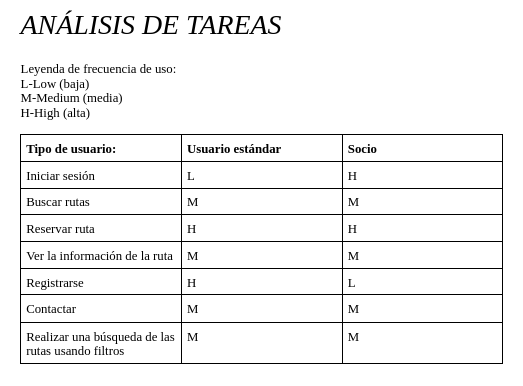 ANÁLISIS DE TAREAS
Leyenda de frecuencia de uso:
L-Low (baja)
M-Medium (media)
H-High (alta)
Tipo de usuario: Usuario estándar Socio
Iniciar sesión L H
Buscar rutas M M
Reservar ruta H H
Ver la información de la ruta M M
Registrarse H L
Contactar M M
Realizar una búsqueda de las M M
rutas usando filtros